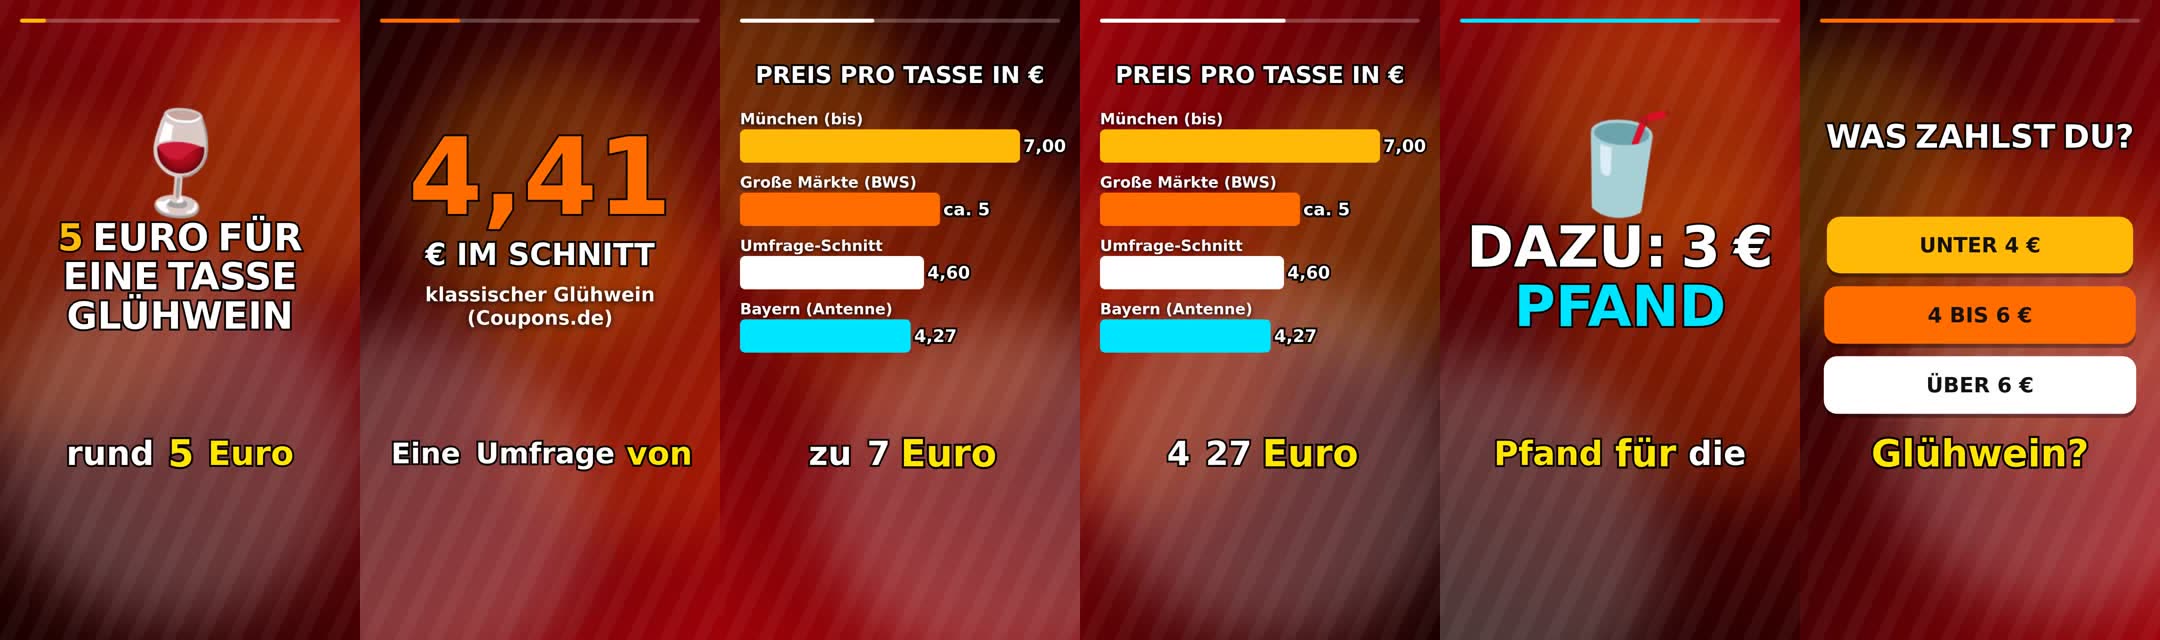 5 EURO FÜR
EINE TASSE
GLÜHWEIN
rund 5 Euro
4,41
€ IM SCHNITT
klassischer Glühwein
(Coupons.de)
Eine Umfrage von
PREIS PRO TASSE IN €
München (bis)
7,00
Große Märkte (BWS)
ca. 5
Umfrage-Schnitt
4,60
Bayern (Antenne)
4,27
zu 7 Euro
PREIS PRO TASSE IN €
München (bis)
7,00
Große Märkte (BWS)
ca. 5
Umfrage-Schnitt
4,60
Bayern (Antenne)
4,27
4 27 Euro
DAZU: 3 €
PFAND
Pfand für die
WAS ZAHLST DU?
UNTER 4 €
4 BIS 6 €
ÜBER 6 €
Glühwein?